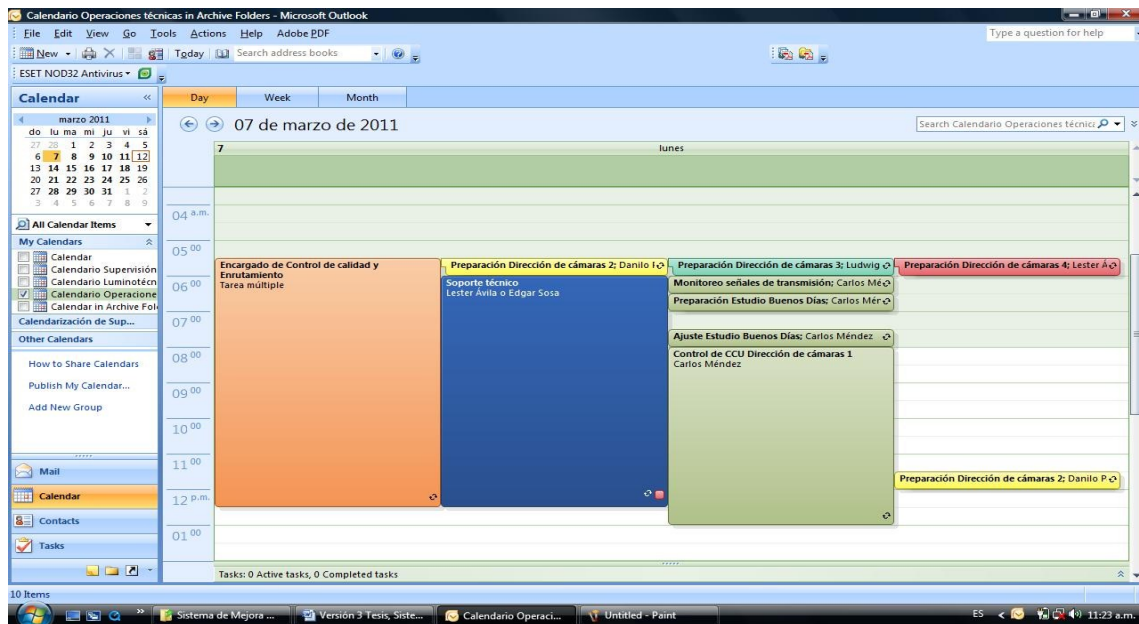 Calendario Operaciones técnicas in Archive Folders - Microsoft Outlook
File Edit View Go Tools Actions Help Adobe PDF
Type a question for help
New Today Search address books
ESET NOD32 Antivirus
Calendar «
Day Week Month
marzo 2011
do lu ma mi ju vi sá
27 28 1 2 3 4 5
6 7 8 9 10 11 12
13 14 15 16 17 18 19
20 21 22 23 24 25 26
27 28 29 30 31 1 2
3 4 5 6 7 8 9
All Calendar Items
My Calendars
Calendar
Calendario Supervisión
Calendario Luminotécn
Calendario Operacione
Calendar in Archive Fol
Calendarización de Sup...
Other Calendars
How to Share Calendars
Publish My Calendar...
Add New Group
Mail
Calendar
Contacts
Tasks
07 de marzo de 2011
Search Calendario Operaciones técnic
7 lunes
04 a.m.
05 00
06 00
07 00
08 00
09 00
10 00
11 00
12 p.m.
01 00
Encargado de Control de calidad y
Enrutamiento
Tarea múltiple
Preparación Dirección de cámaras 2; Danilo
Soporte técnico
Lester Ávila o Edgar Sosa
Preparación Dirección de cámaras 3; Ludwig
Monitoreo señales de transmisión; Carlos Mé
Preparación Estudio Buenos Días; Carlos Mér
Ajuste Estudio Buenos Días; Carlos Méndez
Control de CCU Dirección de cámaras 1
Carlos Méndez
Preparación Dirección de cámaras 4; Lester
Preparación Dirección de cámaras 2; Danilo P
Tasks: 0 Active tasks, 0 Completed tasks
10 Items
Sistema de Mejora ... Versión 3 Tesis, Siste... Calendario Operaci... Untitled - Paint ES 11:23 a.m.